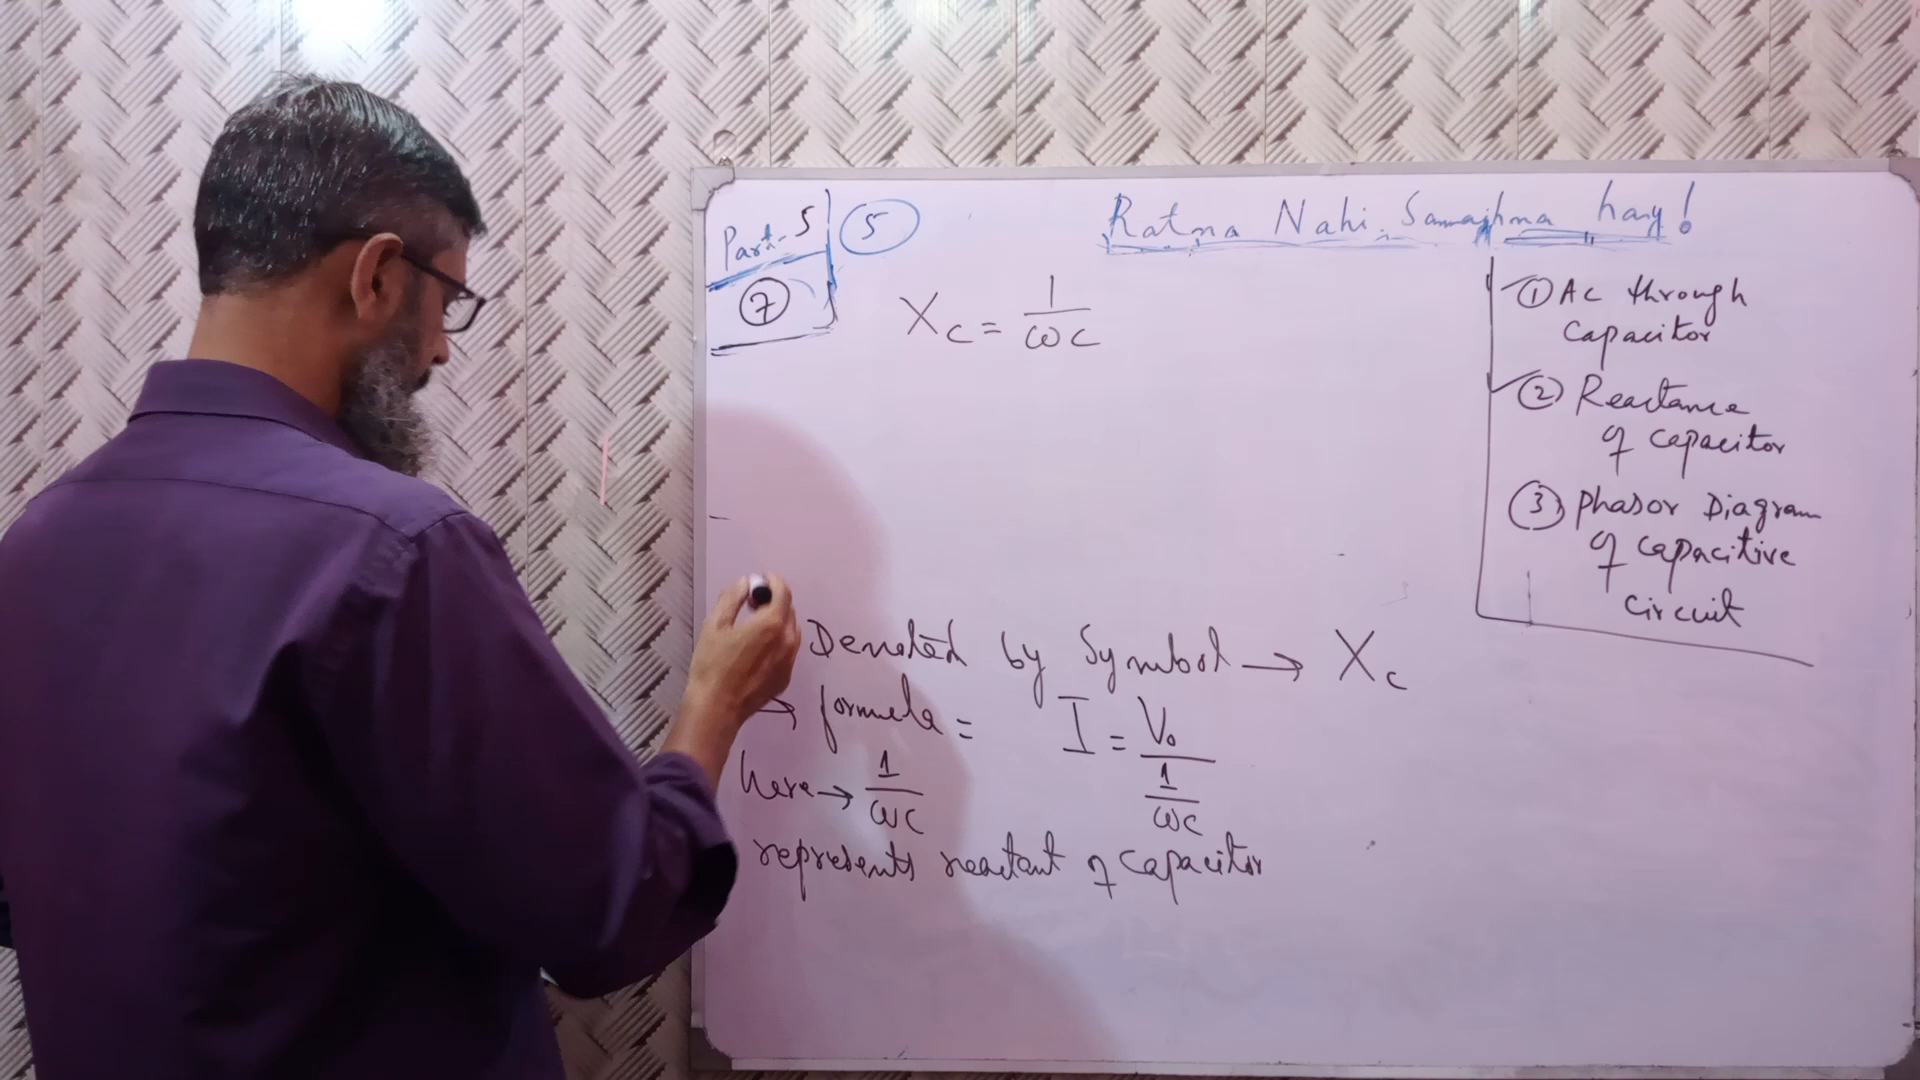 Part-5
5
Ratna Nahi Samajhna hay!
7
Xc = 1/ωc
① Ac through
capacitor
② Reactance
of capacitor
③ Phasor Diagram
of capacitive
circuit
Denoted by Symbol → Xc
→ formula = I = V₀/(1/ωc)
here → 1/ωc
represents reactant of capacitor